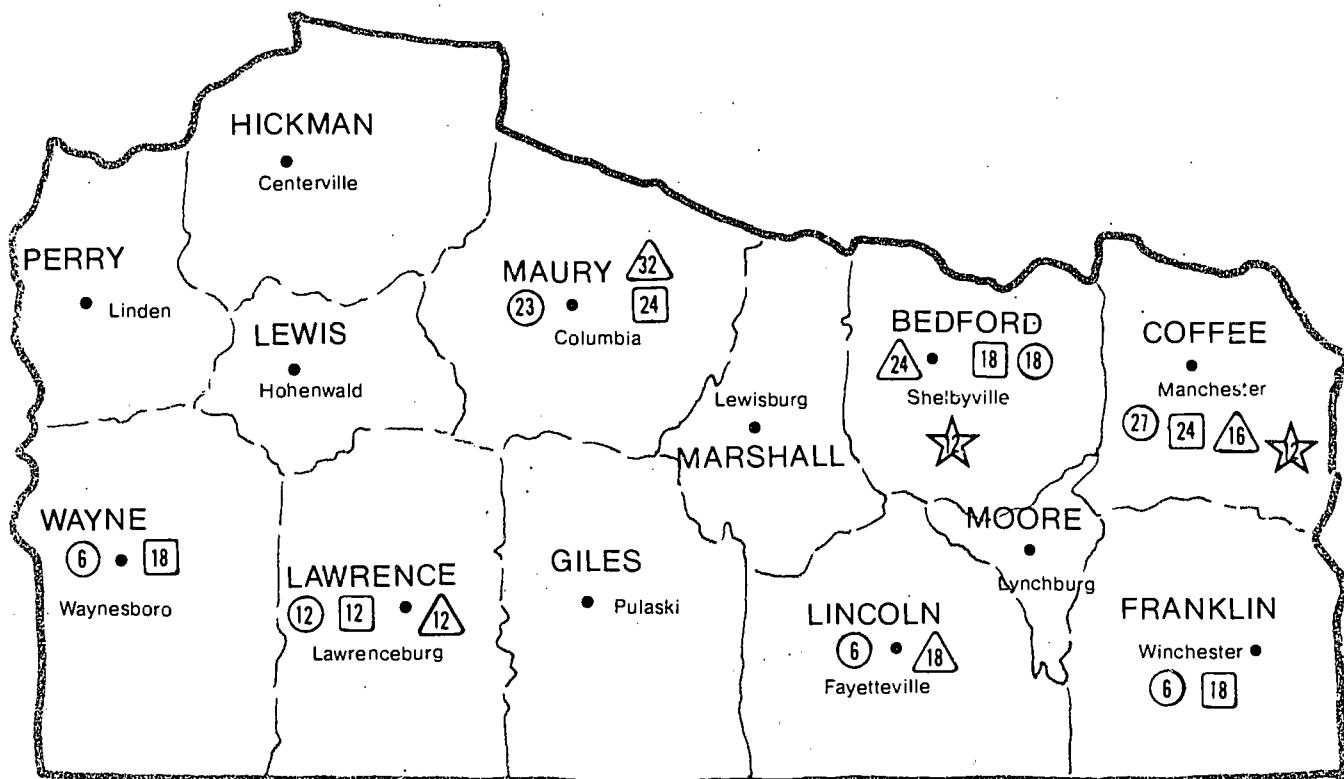 HICKMAN
Centerville
PERRY
Linden
MAURY 32
23 24
Columbia
LEWIS
Hohenwald
BEDFORD
24 18 18
Shelbyville
12
COFFEE
Manchester
27 24 16 12
Lewisburg
MARSHALL
WAYNE
6 18
Waynesboro
LAWRENCE
12 12 12
Lawrenceburg
GILES
Pulaski
MOORE
Lynchburg
LINCOLN
6 18
Fayetteville
FRANKLIN
Winchester
6 18